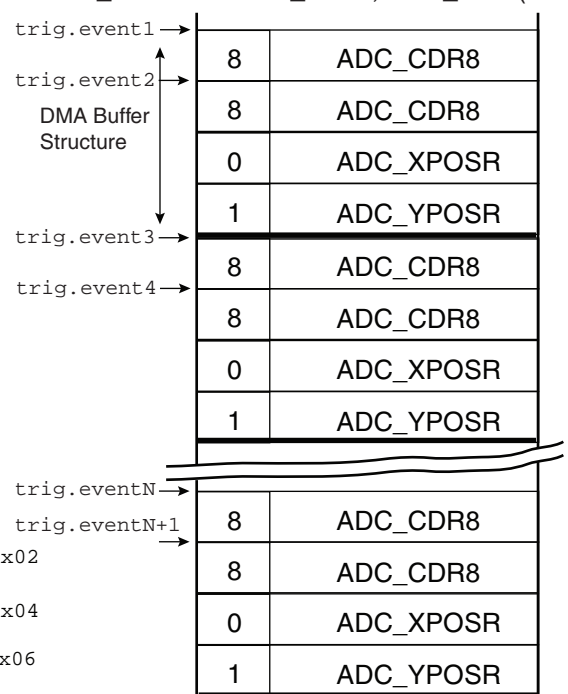 trig.event1
8 ADC_CDR8
trig.event2
DMA Buffer
Structure
8 ADC_CDR8
0 ADC_XPOSR
1 ADC_YPOSR
trig.event3
8 ADC_CDR8
trig.event4
8 ADC_CDR8
0 ADC_XPOSR
1 ADC_YPOSR
trig.eventN
8 ADC_CDR8
trig.eventN+1
x02
8 ADC_CDR8
x04
0 ADC_XPOSR
x06
1 ADC_YPOSR